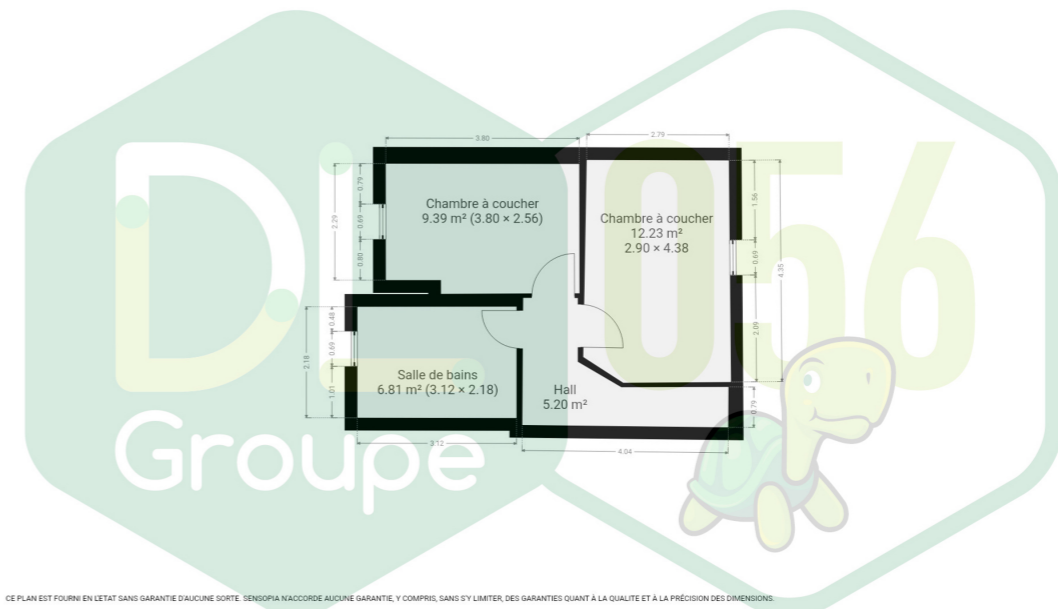 3.80
2.79
Chambre à coucher
9.39 m² (3.80 × 2.56)
Chambre à coucher
12.23 m²
2.90 × 4.38
0.79
2.29
0.69
0.80
1.56
0.69
4.35
2.09
0.48
0.69
2.18
1.01
Salle de bains
6.81 m² (3.12 × 2.18)
Hall
5.20 m²
0.79
3.12
4.04
DL
056
Groupe
CE PLAN EST FOURNI EN L'ETAT SANS GARANTIE D'AUCUNE SORTE. SENSOPIA N'ACCORDE AUCUNE GARANTIE, Y COMPRIS, SANS S'Y LIMITER, DES GARANTIES QUANT À LA QUALITE ET À LA PRÉCISION DES DIMENSIONS.